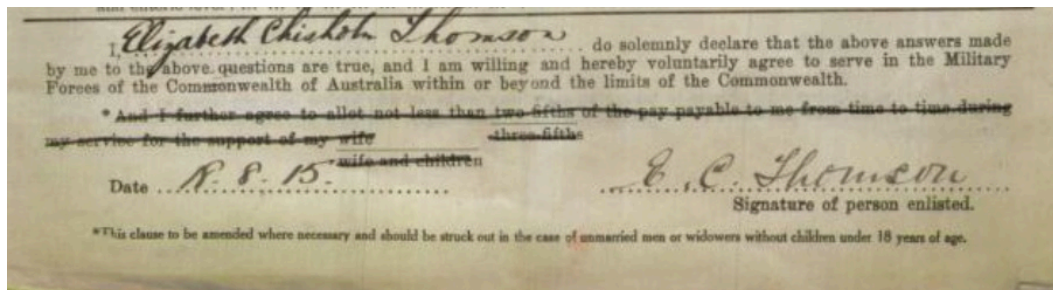 I, Elizabeth Chisholm Thomson do solemnly declare that the above answers made
by me to the above questions are true, and I am willing and hereby voluntarily agree to serve in the Military
Forces of the Commonwealth of Australia within or beyond the limits of the Commonwealth.
* And I further agree to allot not less than two-fifths of the pay payable to me from time to time during
three-fifths
my service for the support of my wife
wife and children
Date .8.15. E. C. Thomson
Signature of person enlisted.
*This clause to be amended where necessary and should be struck out in the case of unmarried men or widowers without children under 18 years of age.